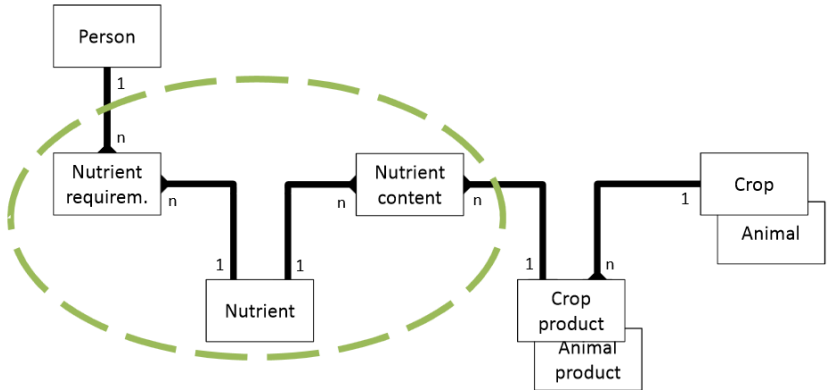 Person
1
n
Nutrient
requirem.
n
1
Nutrient
1
n
Nutrient
content
n
1
Crop
product
Animal
product
n
1
Crop
Animal